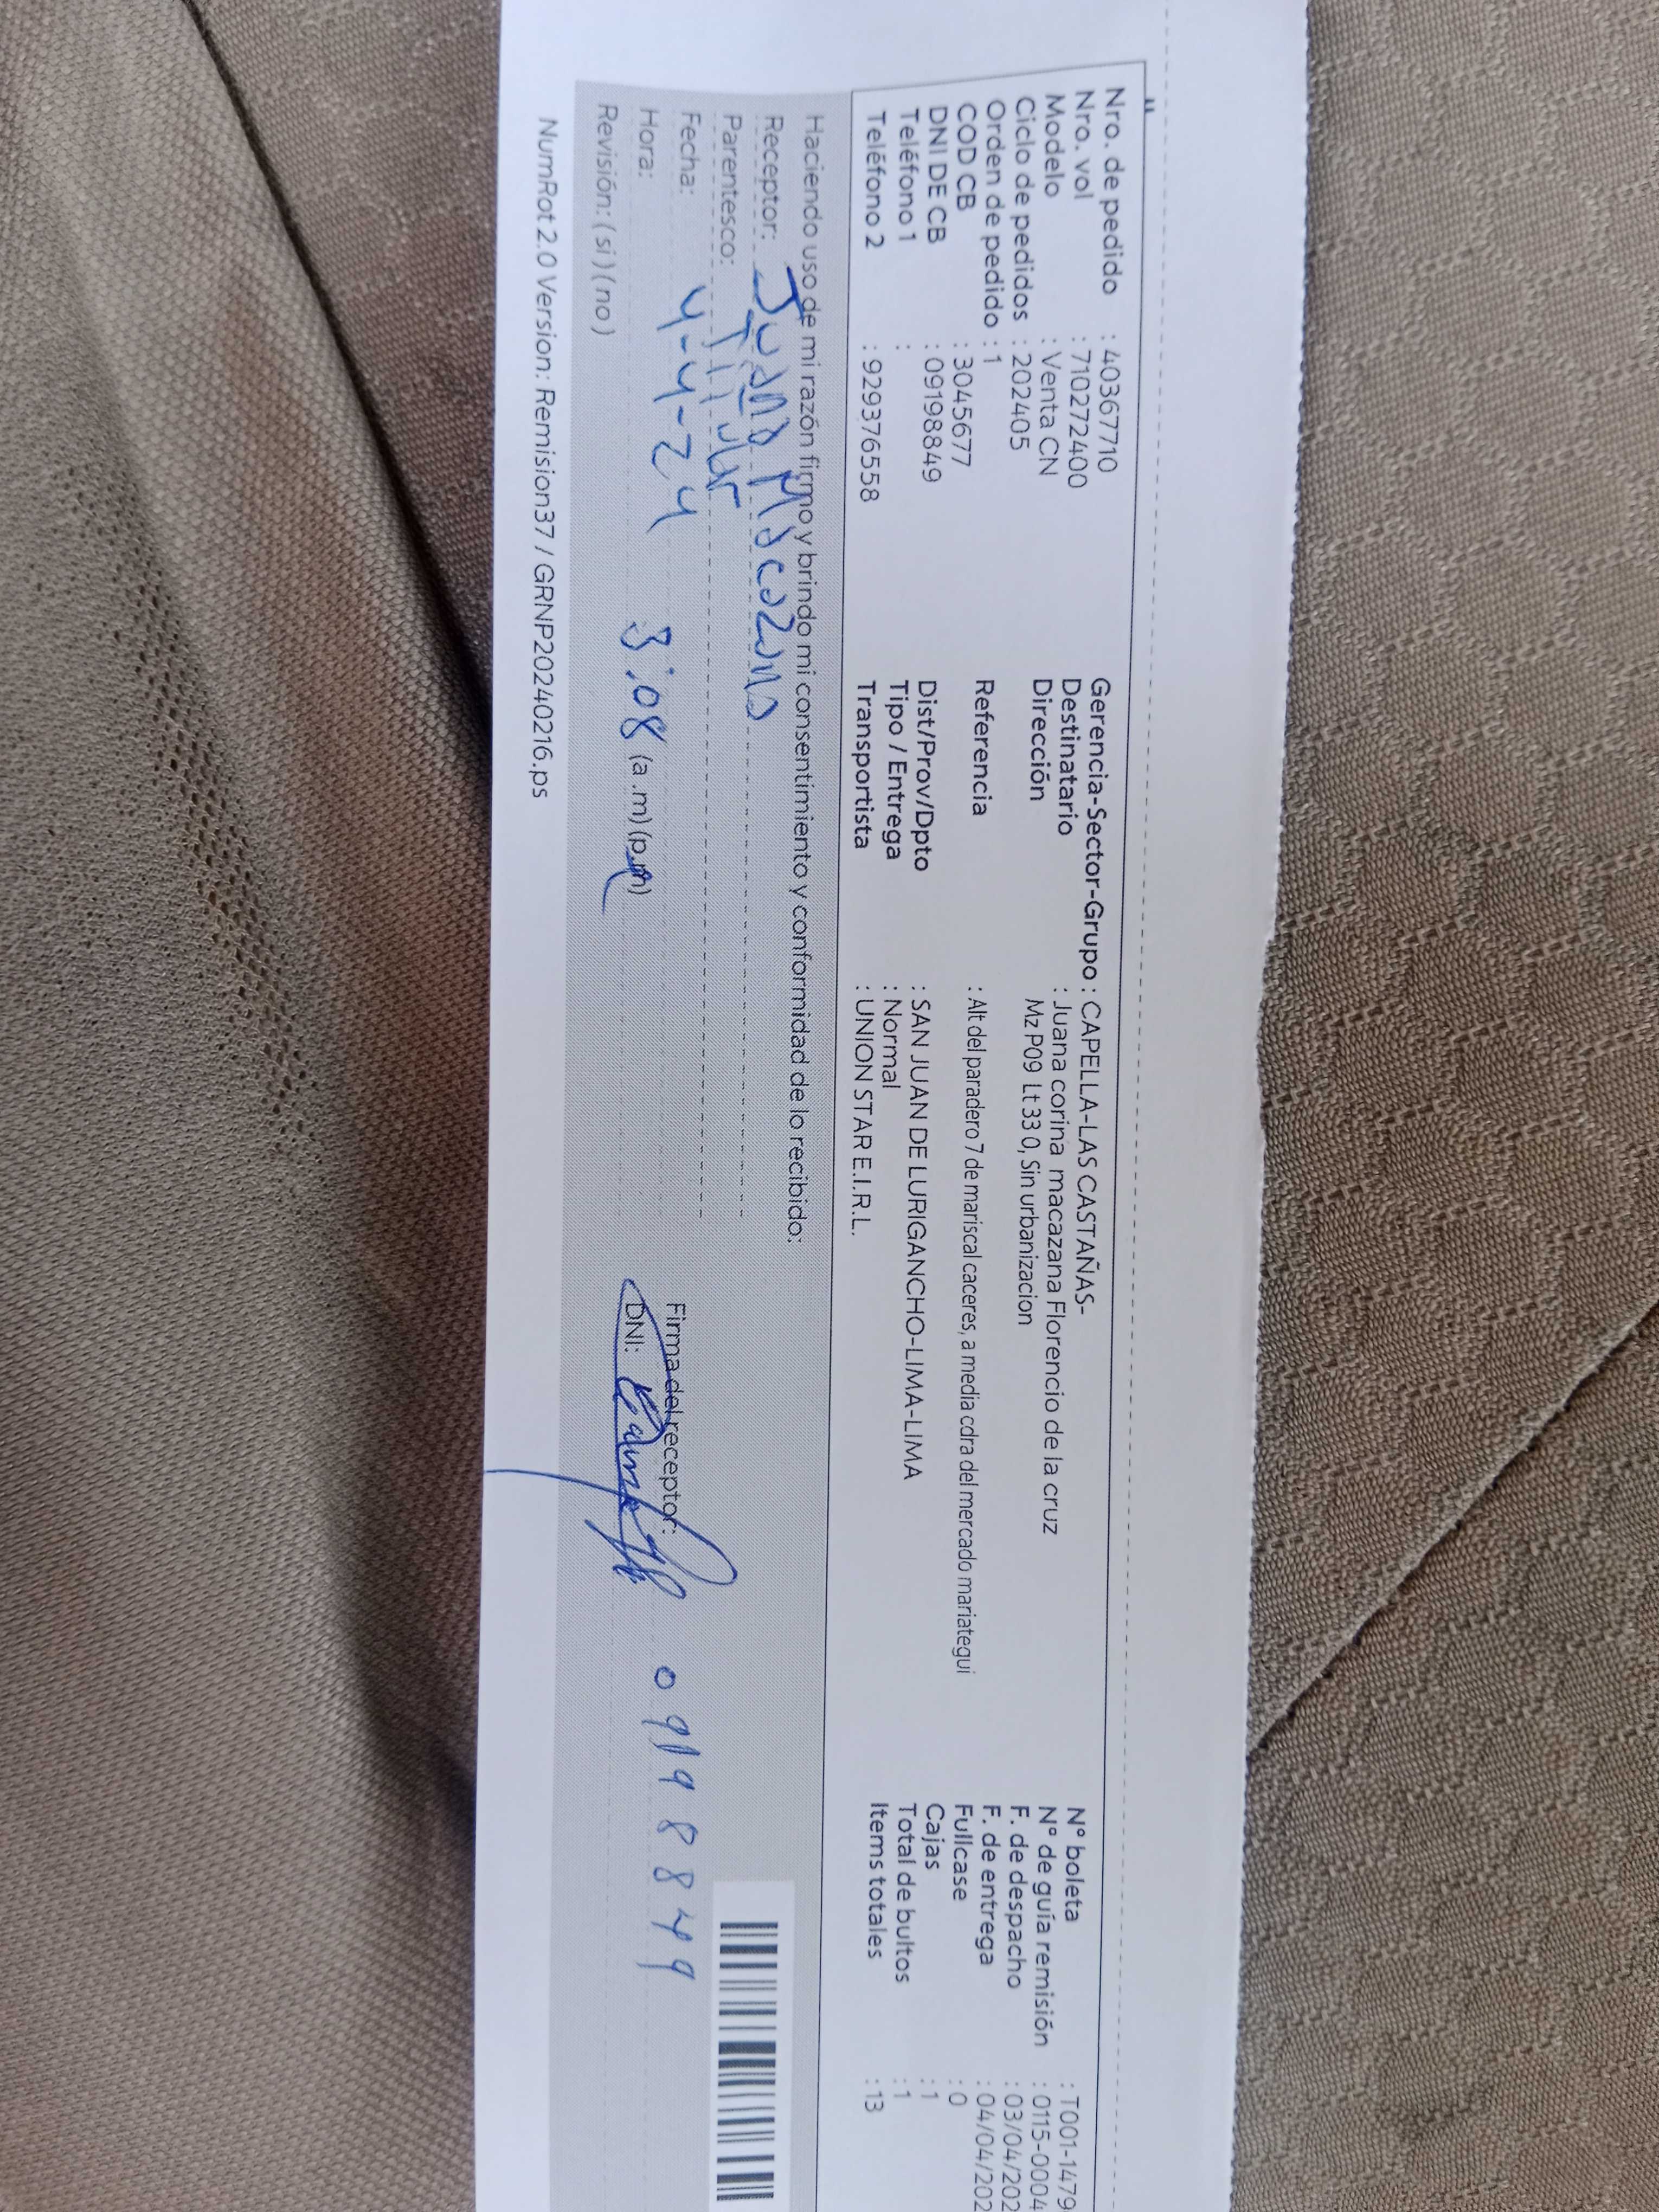 Nro. de pedido : 40367710
Nro. vol : 710272400
Modelo : Venta CN
Ciclo de pedidos : 202405
Orden de pedido : 1
COD CB : 3045677
DNI DE CB : 09198849
Teléfono 1 :
Teléfono 2 : 929376558
Gerencia-Sector-Grupo : CAPELLA-LAS CASTAÑAS-
Destinatario : Juana corina macazana Florencio de la cruz
Dirección Mz P09 Lt 33 0, Sin urbanizacion
Referencia : Alt del paradero 7 de mariscal caceres, a media cdra del mercado mariategui
Dist/Prov/Dpto : SAN JUAN DE LURIGANCHO-LIMA-LIMA
Tipo / Entrega : Normal
Transportista : UNION STAR E.I.R.L.
N° boleta : T001-1479
N° de guía remisión : 0115-0004
F. de despacho : 03/04/202
F. de entrega : 04/04/202
Fullcase : 0
Cajas : 1
Total de bultos : 1
Items totales : 13
Haciendo uso de mi razón firmo y brindo mi consentimiento y conformidad de lo recibido:
Receptor: Juana Macazana
Parentesco: Titular
Fecha: 4-4-24
Hora: 3:08 (a.m) (p.m)
Revisión: (si) (no)
Firma del receptor:
DNI: 09198849
NumRot 2.0 Version: Remision37 / GRNP20240216.ps